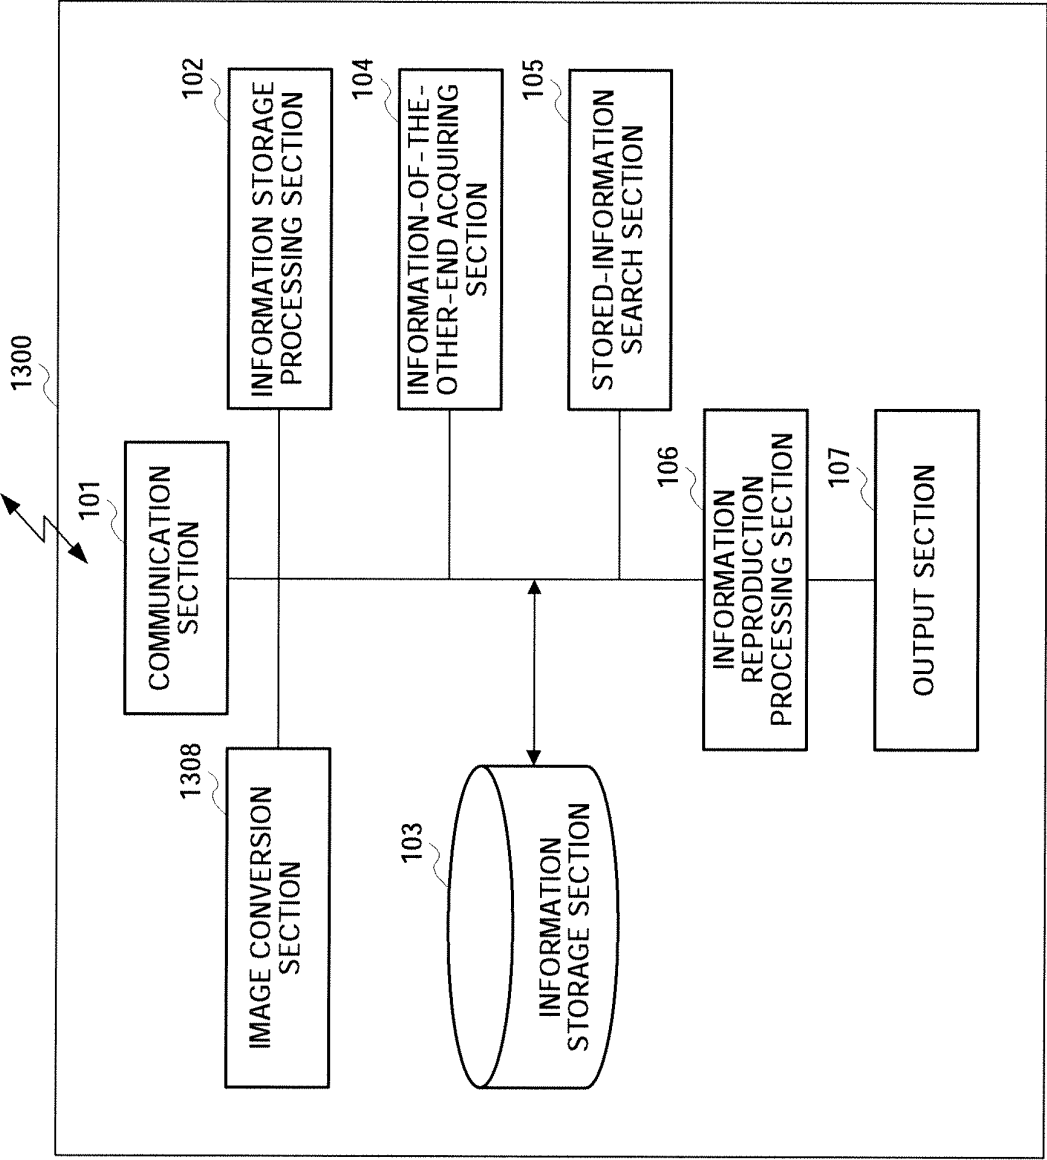 1300
101
COMMUNICATION
SECTION
1308
IMAGE CONVERSION
SECTION
102
INFORMATION STORAGE
PROCESSING SECTION
103
INFORMATION
STORAGE SECTION
104
INFORMATION-OF-THE-
OTHER-END ACQUIRING
SECTION
105
STORED-INFORMATION
SEARCH SECTION
106
INFORMATION
REPRODUCTION
PROCESSING SECTION
107
OUTPUT SECTION